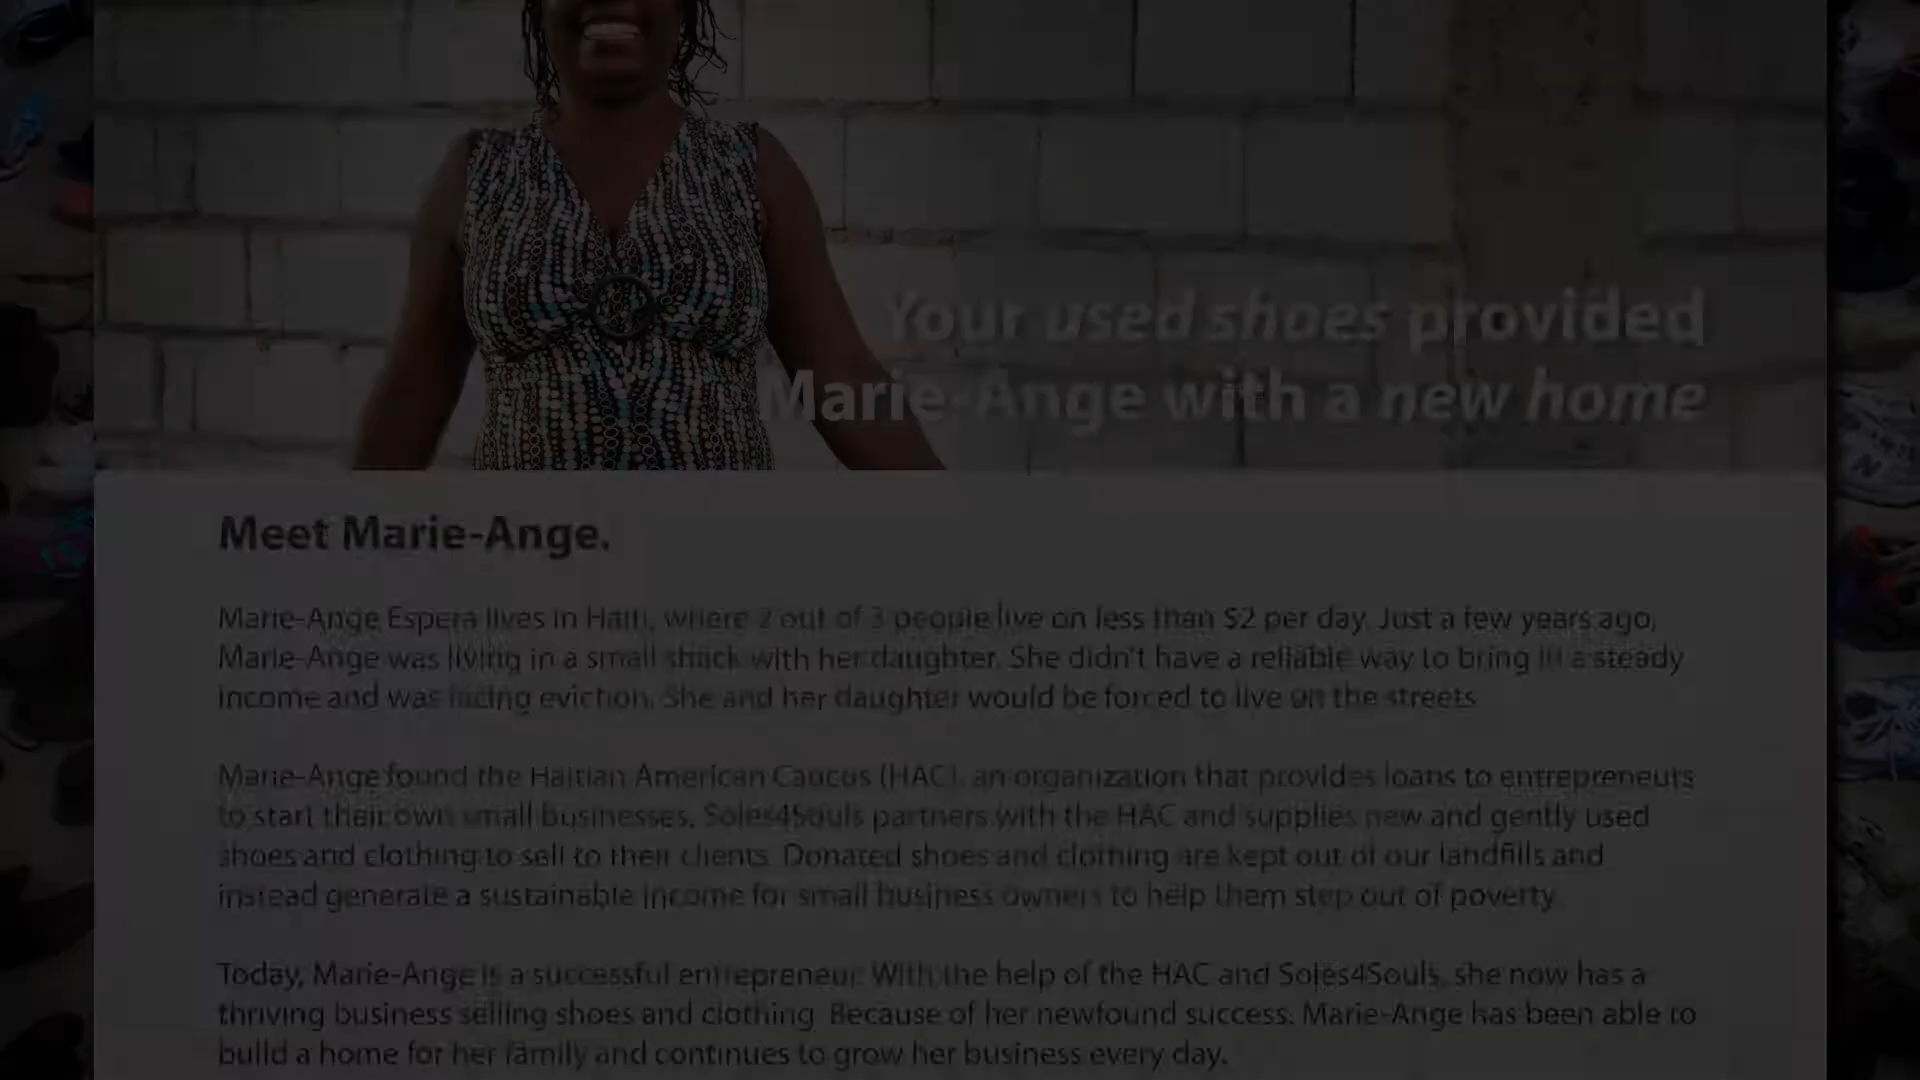 Your used shoes provided
Marie-Ange with a new home
Meet Marie-Ange.
Marie-Ange Espera lives in Haiti, where 2 out of 3 people live on less than $2 per day. Just a few years ago,
Marie-Ange was living in a small shack with her daughter. She didn't have a reliable way to bring in a steady
income and was facing eviction. She and her daughter would be forced to live on the streets.
Marie-Ange found the Haitian American Caucus (HAC), an organization that provides loans to entrepreneurs
to start their own small businesses. Soles4Souls partners with the HAC and supplies new and gently used
shoes and clothing to sell to their clients. Donated shoes and clothing are kept out of our landfills and
instead generate a sustainable income for small business owners to help them step out of poverty.
Today, Marie-Ange is a successful entrepreneur. With the help of the HAC and Soles4Souls, she now has a
thriving business selling shoes and clothing. Because of her newfound success, Marie-Ange has been able to
build a home for her family and continues to grow her business every day.
N